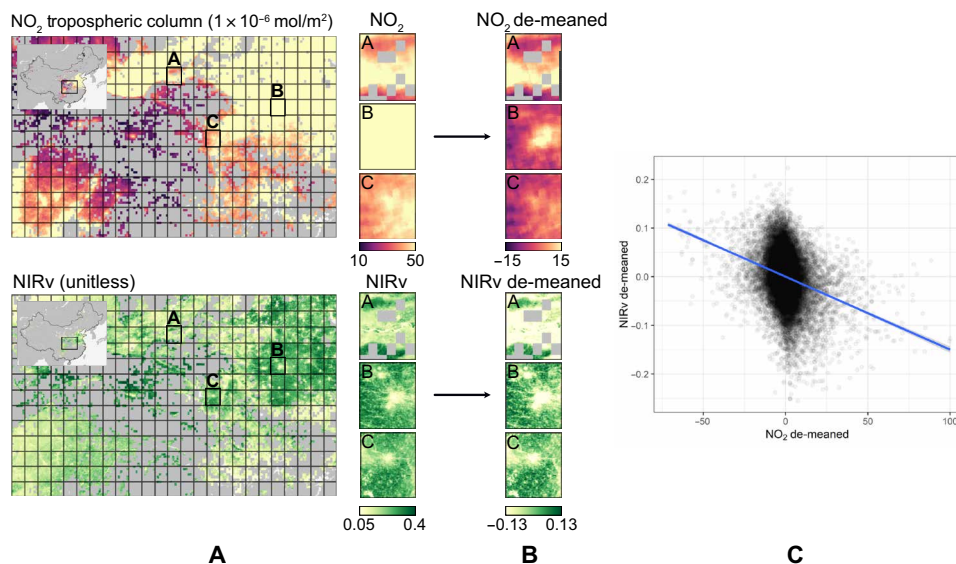 NO₂ tropospheric column (1 × 10⁻⁶ mol/m²)
A
B
C
NO₂
NO₂ de-meaned
A
B
C
A
B
C
10 50
−15 15
NIRv (unitless)
A
B
C
NIRv
NIRv de-meaned
A
B
C
A
B
C
0.05 0.4
−0.13 0.13
0.2
0.1
0.0
−0.1
−0.2
NIRv de-meaned
−50 0 50 100
NO₂ de-meaned
A
B
C